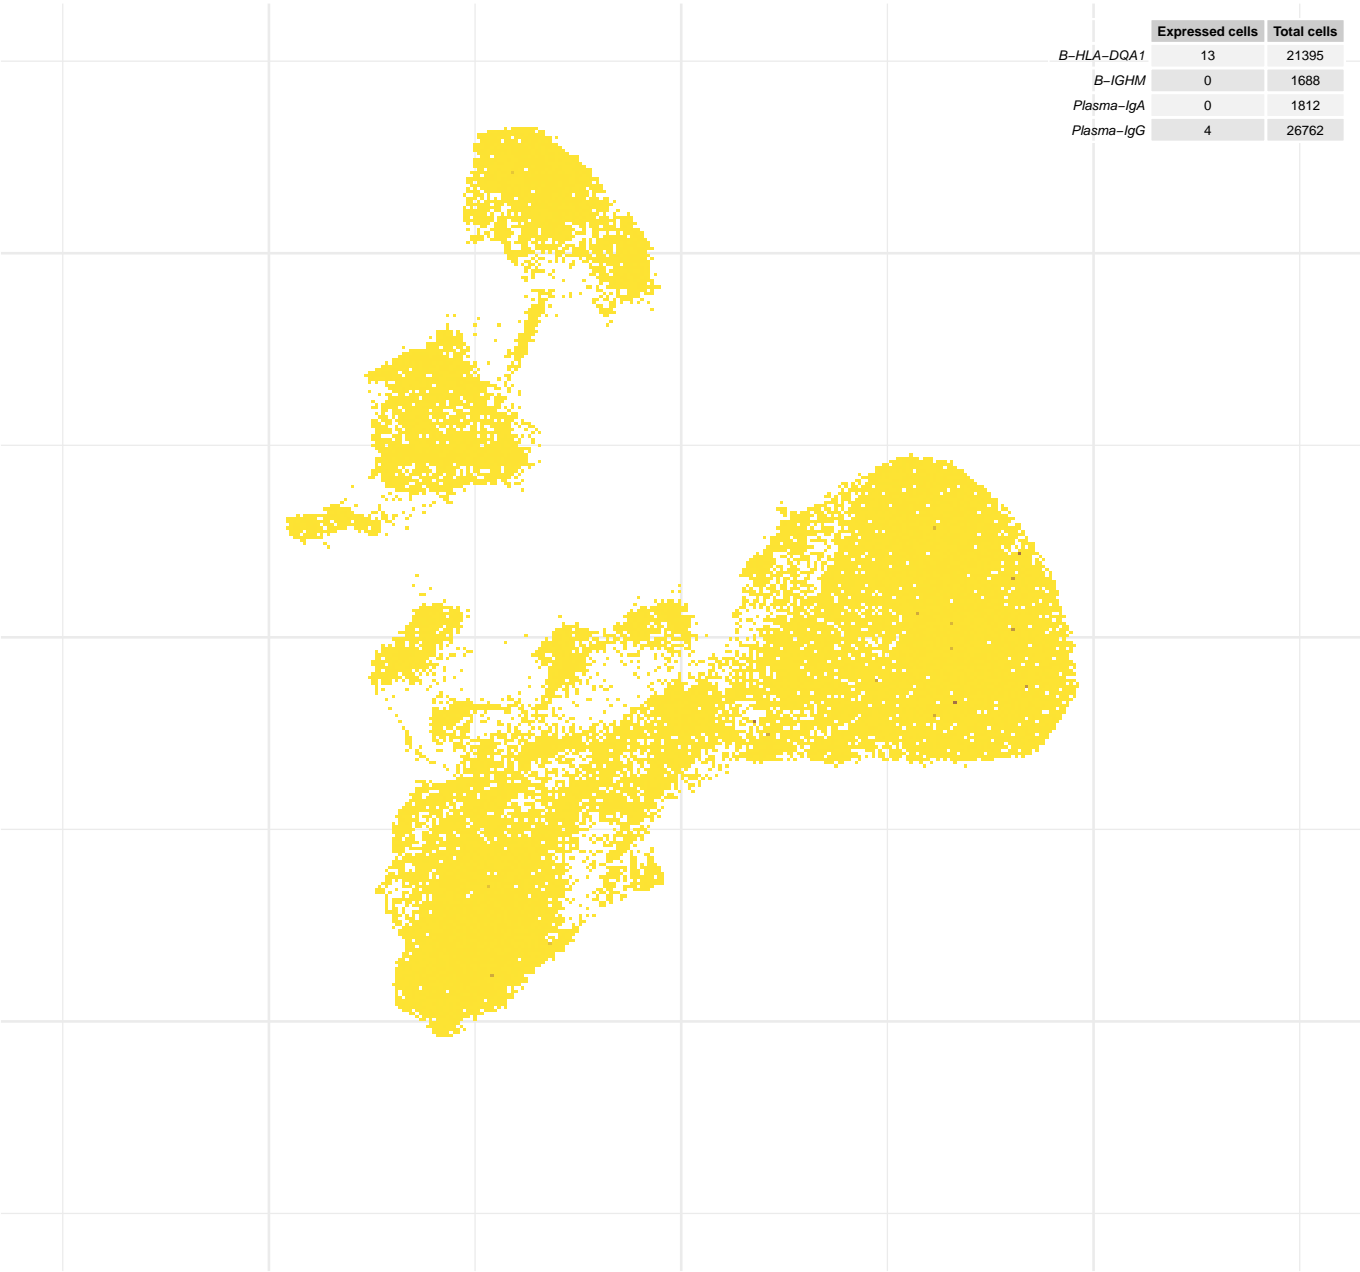 Expressed cells Total cells
B−HLA−DQA1 13 21395
B−IGHM 0 1688
Plasma−IgA 0 1812
Plasma−IgG 4 26762